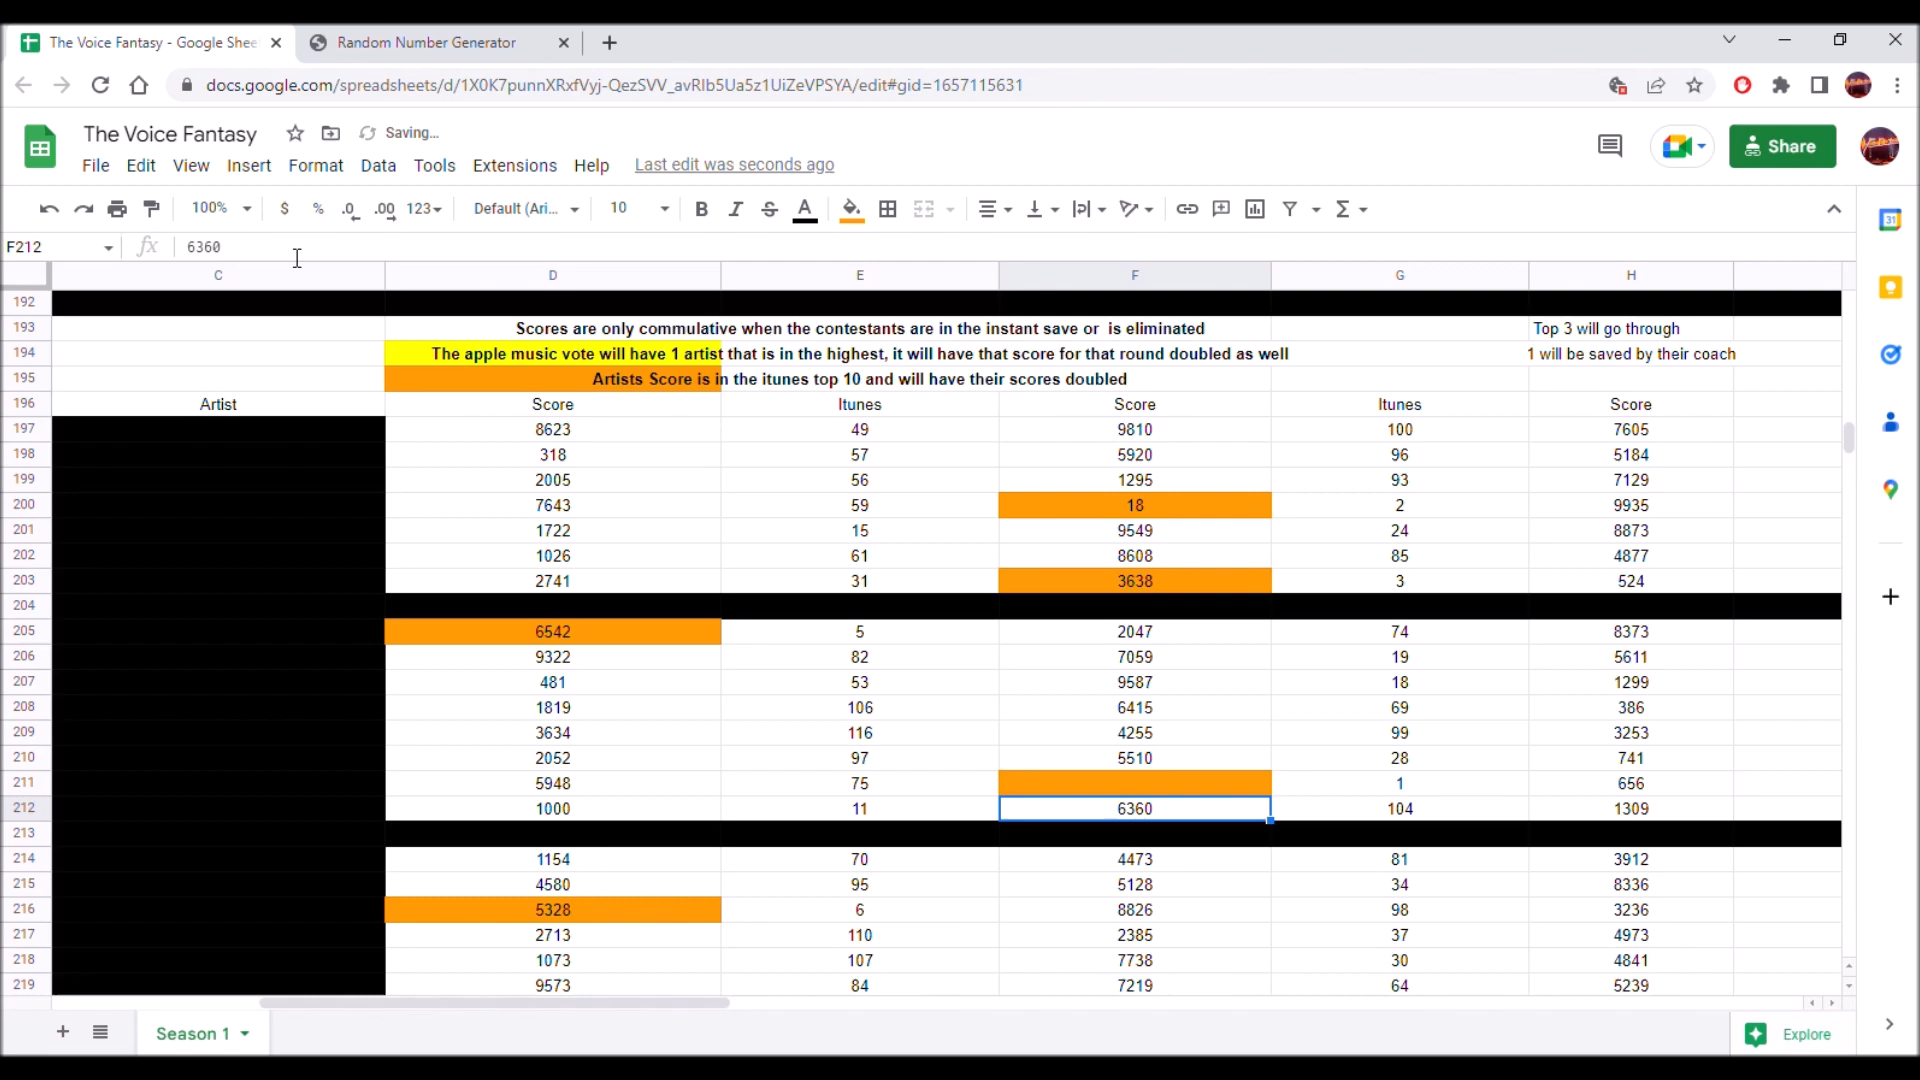 The Voice Fantasy - Google Shee
Random Number Generator
docs.google.com/spreadsheets/d/1X0K7punnXRxfVyj-QezSVV_avRIb5Ua5z1UiZeVPSYA/edit#gid=1657115631
The Voice Fantasy Saving...
Share
File Edit View Insert Format Data Tools Extensions Help Last edit was seconds ago
100% $ % .0 .00 123 Default (Ari... 10 B I S A
F212 fx 6360
C D E F G H
192
193 Scores are only commulative when the contestants are in the instant save or is eliminated Top 3 will go through
194 The apple music vote will have 1 artist that is in the highest, it will have that score for that round doubled as well 1 will be saved by their coach
195 Artists Score is in the itunes top 10 and will have their scores doubled
196 Artist Score Itunes Score Itunes Score
197 8623 49 9810 100 7605
198 318 57 5920 96 5184
199 2005 56 1295 93 7129
200 7643 59 18 2 9935
201 1722 15 9549 24 8873
202 1026 61 8608 85 4877
203 2741 31 3638 3 524
204
205 6542 5 2047 74 8373
206 9322 82 7059 19 5611
207 481 53 9587 18 1299
208 1819 106 6415 69 386
209 3634 116 4255 99 3253
210 2052 97 5510 28 741
211 5948 75 1 656
212 1000 11 6360 104 1309
213
214 1154 70 4473 81 3912
215 4580 95 5128 34 8336
216 5328 6 8826 98 3236
217 2713 110 2385 37 4973
218 1073 107 7738 30 4841
219 9573 84 7219 64 5239
Season 1
Explore